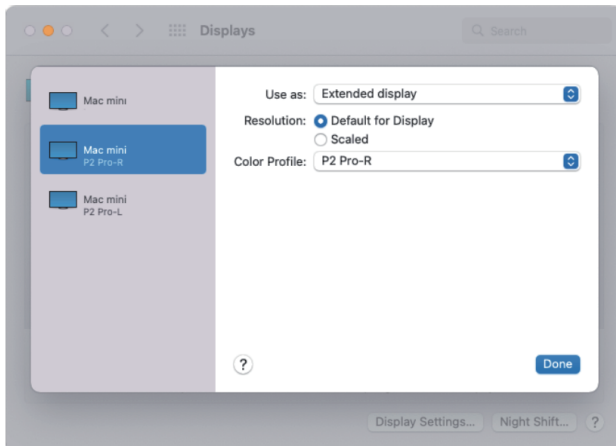 Displays
Search
Mac mini
Mac mini
P2 Pro-R
Mac mini
P2 Pro-L
Use as: Extended display
Resolution: Default for Display
Scaled
Color Profile: P2 Pro-R
?
Done
Display Settings... Night Shift... ?